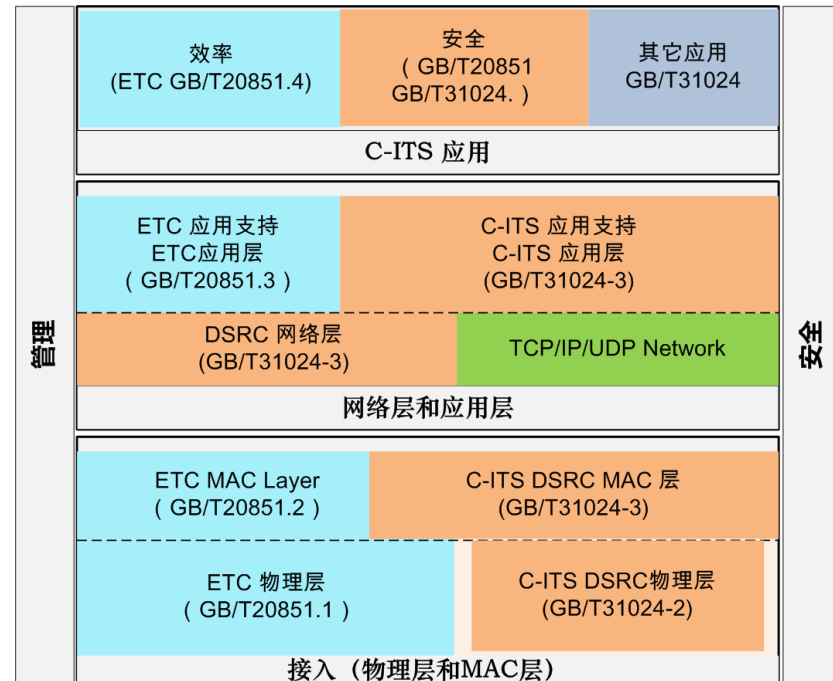 效率
(ETC GB/T20851.4)
安全
( GB/T20851
GB/T31024. )
其它应用
GB/T31024
C-ITS 应用
ETC 应用支持
ETC应用层
( GB/T20851.3 )
C-ITS 应用支持
C-ITS 应用层
(GB/T31024-3)
DSRC 网络层
(GB/T31024-3)
TCP/IP/UDP Network
网络层和应用层
管理
安全
ETC MAC Layer
( GB/T20851.2 )
C-ITS DSRC MAC 层
(GB/T31024-3)
ETC 物理层
( GB/T20851.1 )
C-ITS DSRC物理层
(GB/T31024-2)
接入（物理层和MAC层）